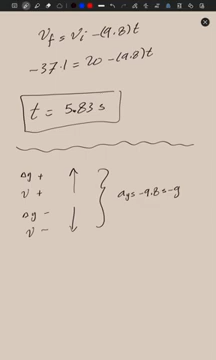 Vf = Vi - (9.8)t
-37.1 = 20 - (9.8)t
t = 5.83 s
Δy +
V +
Δy -
V -
ay = -9.8 = -g